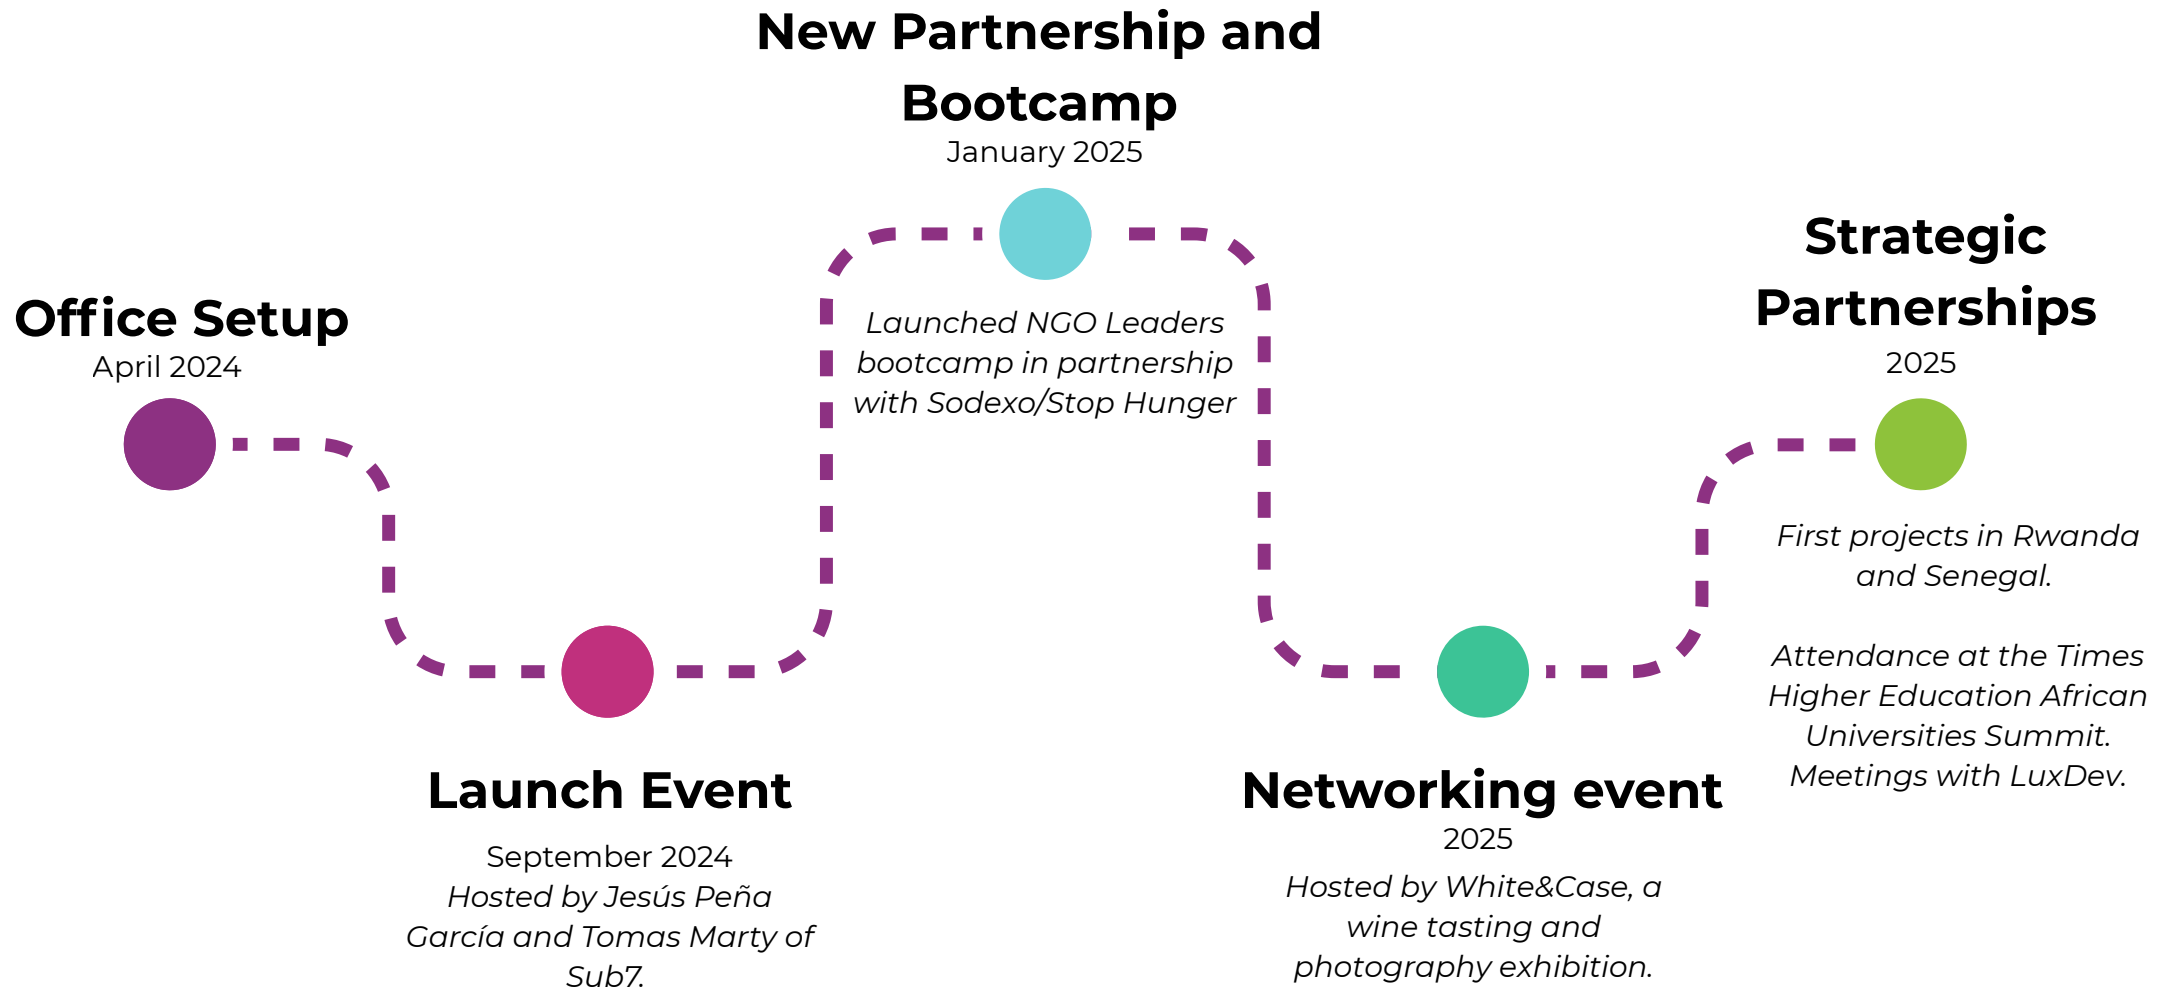 Office Setup
April 2024
Launch Event
September 2024
Hosted by Jesús Peña
García and Tomas Marty of
Sub7.
New Partnership and
Bootcamp
January 2025
Launched NGO Leaders
bootcamp in partnership
with Sodexo/Stop Hunger
Networking event
2025
Hosted by White&Case, a
wine tasting and
photography exhibition.
Strategic
Partnerships
2025
First projects in Rwanda
and Senegal.
Attendance at the Times
Higher Education African
Universities Summit.
Meetings with LuxDev.